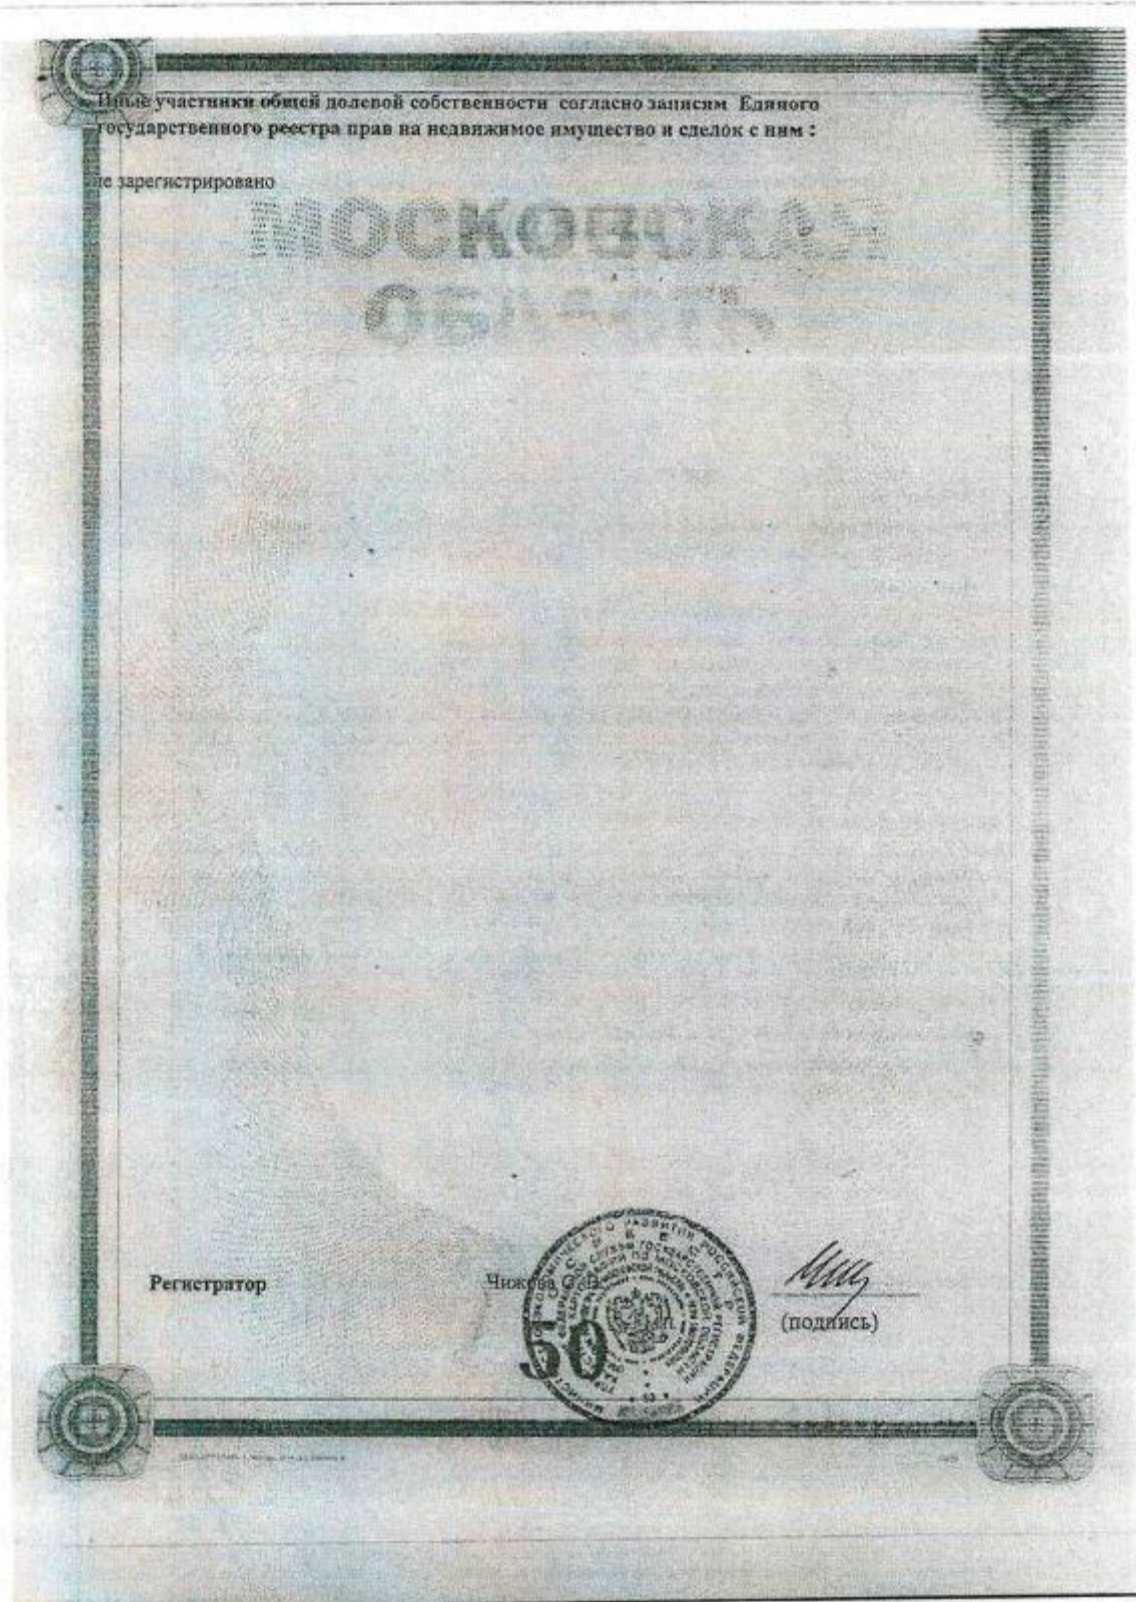 Иные участники общей долевой собственности согласно записям Единого
государственного реестра прав на недвижимое имущество и сделок с ним :
не зарегистрировано
МОСКОВСКАЯ
ОБЛАСТЬ
Регистратор
Чижова С. В.
50
(подпись)